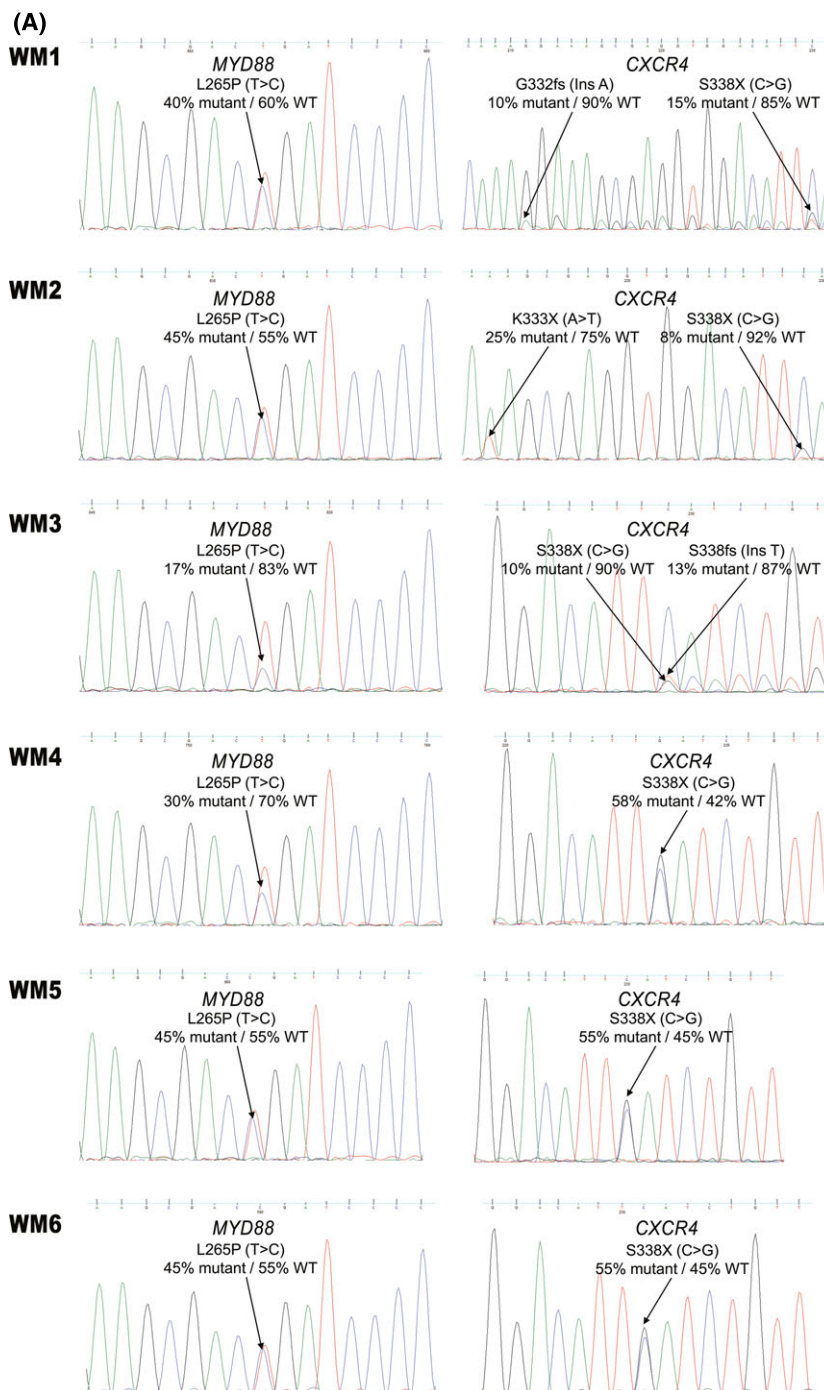 (A)
WM1
MYD88
L265P (T>C)
40% mutant / 60% WT
CXCR4
G332fs (Ins A)
10% mutant / 90% WT
S338X (C>G)
15% mutant / 85% WT
WM2
MYD88
L265P (T>C)
45% mutant / 55% WT
CXCR4
K333X (A>T)
25% mutant / 75% WT
S338X (C>G)
8% mutant / 92% WT
WM3
MYD88
L265P (T>C)
17% mutant / 83% WT
CXCR4
S338X (C>G)
10% mutant / 90% WT
S338fs (Ins T)
13% mutant / 87% WT
WM4
MYD88
L265P (T>C)
30% mutant / 70% WT
CXCR4
S338X (C>G)
58% mutant / 42% WT
WM5
MYD88
L265P (T>C)
45% mutant / 55% WT
CXCR4
S338X (C>G)
55% mutant / 45% WT
WM6
MYD88
L265P (T>C)
45% mutant / 55% WT
CXCR4
S338X (C>G)
55% mutant / 45% WT